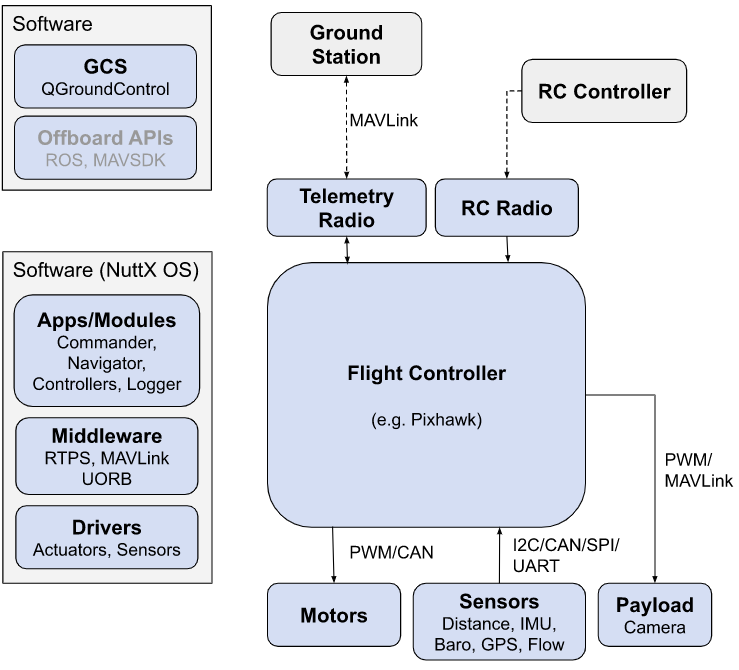 Software
GCS
QGroundControl
Offboard APIs
ROS, MAVSDK
Software (NuttX OS)
Apps/Modules
Commander,
Navigator,
Controllers, Logger
Middleware
RTPS, MAVLink
UORB
Drivers
Actuators, Sensors
Ground
Station
RC Controller
MAVLink
Telemetry
Radio
RC Radio
Flight Controller
(e.g. Pixhawk)
PWM/CAN
I2C/CAN/SPI/
UART
PWM/
MAVLink
Motors
Sensors
Distance, IMU,
Baro, GPS, Flow
Payload
Camera